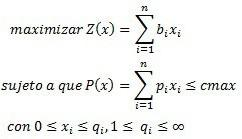 maximizar Z(x) = ∑_{i=1}^{n} b_i x_i
sujeto a que P(x) = ∑_{i=1}^{n} p_i x_i ≤ cmax
con 0 ≤ x_i ≤ q_i, 1 ≤ q_i ≤ ∞